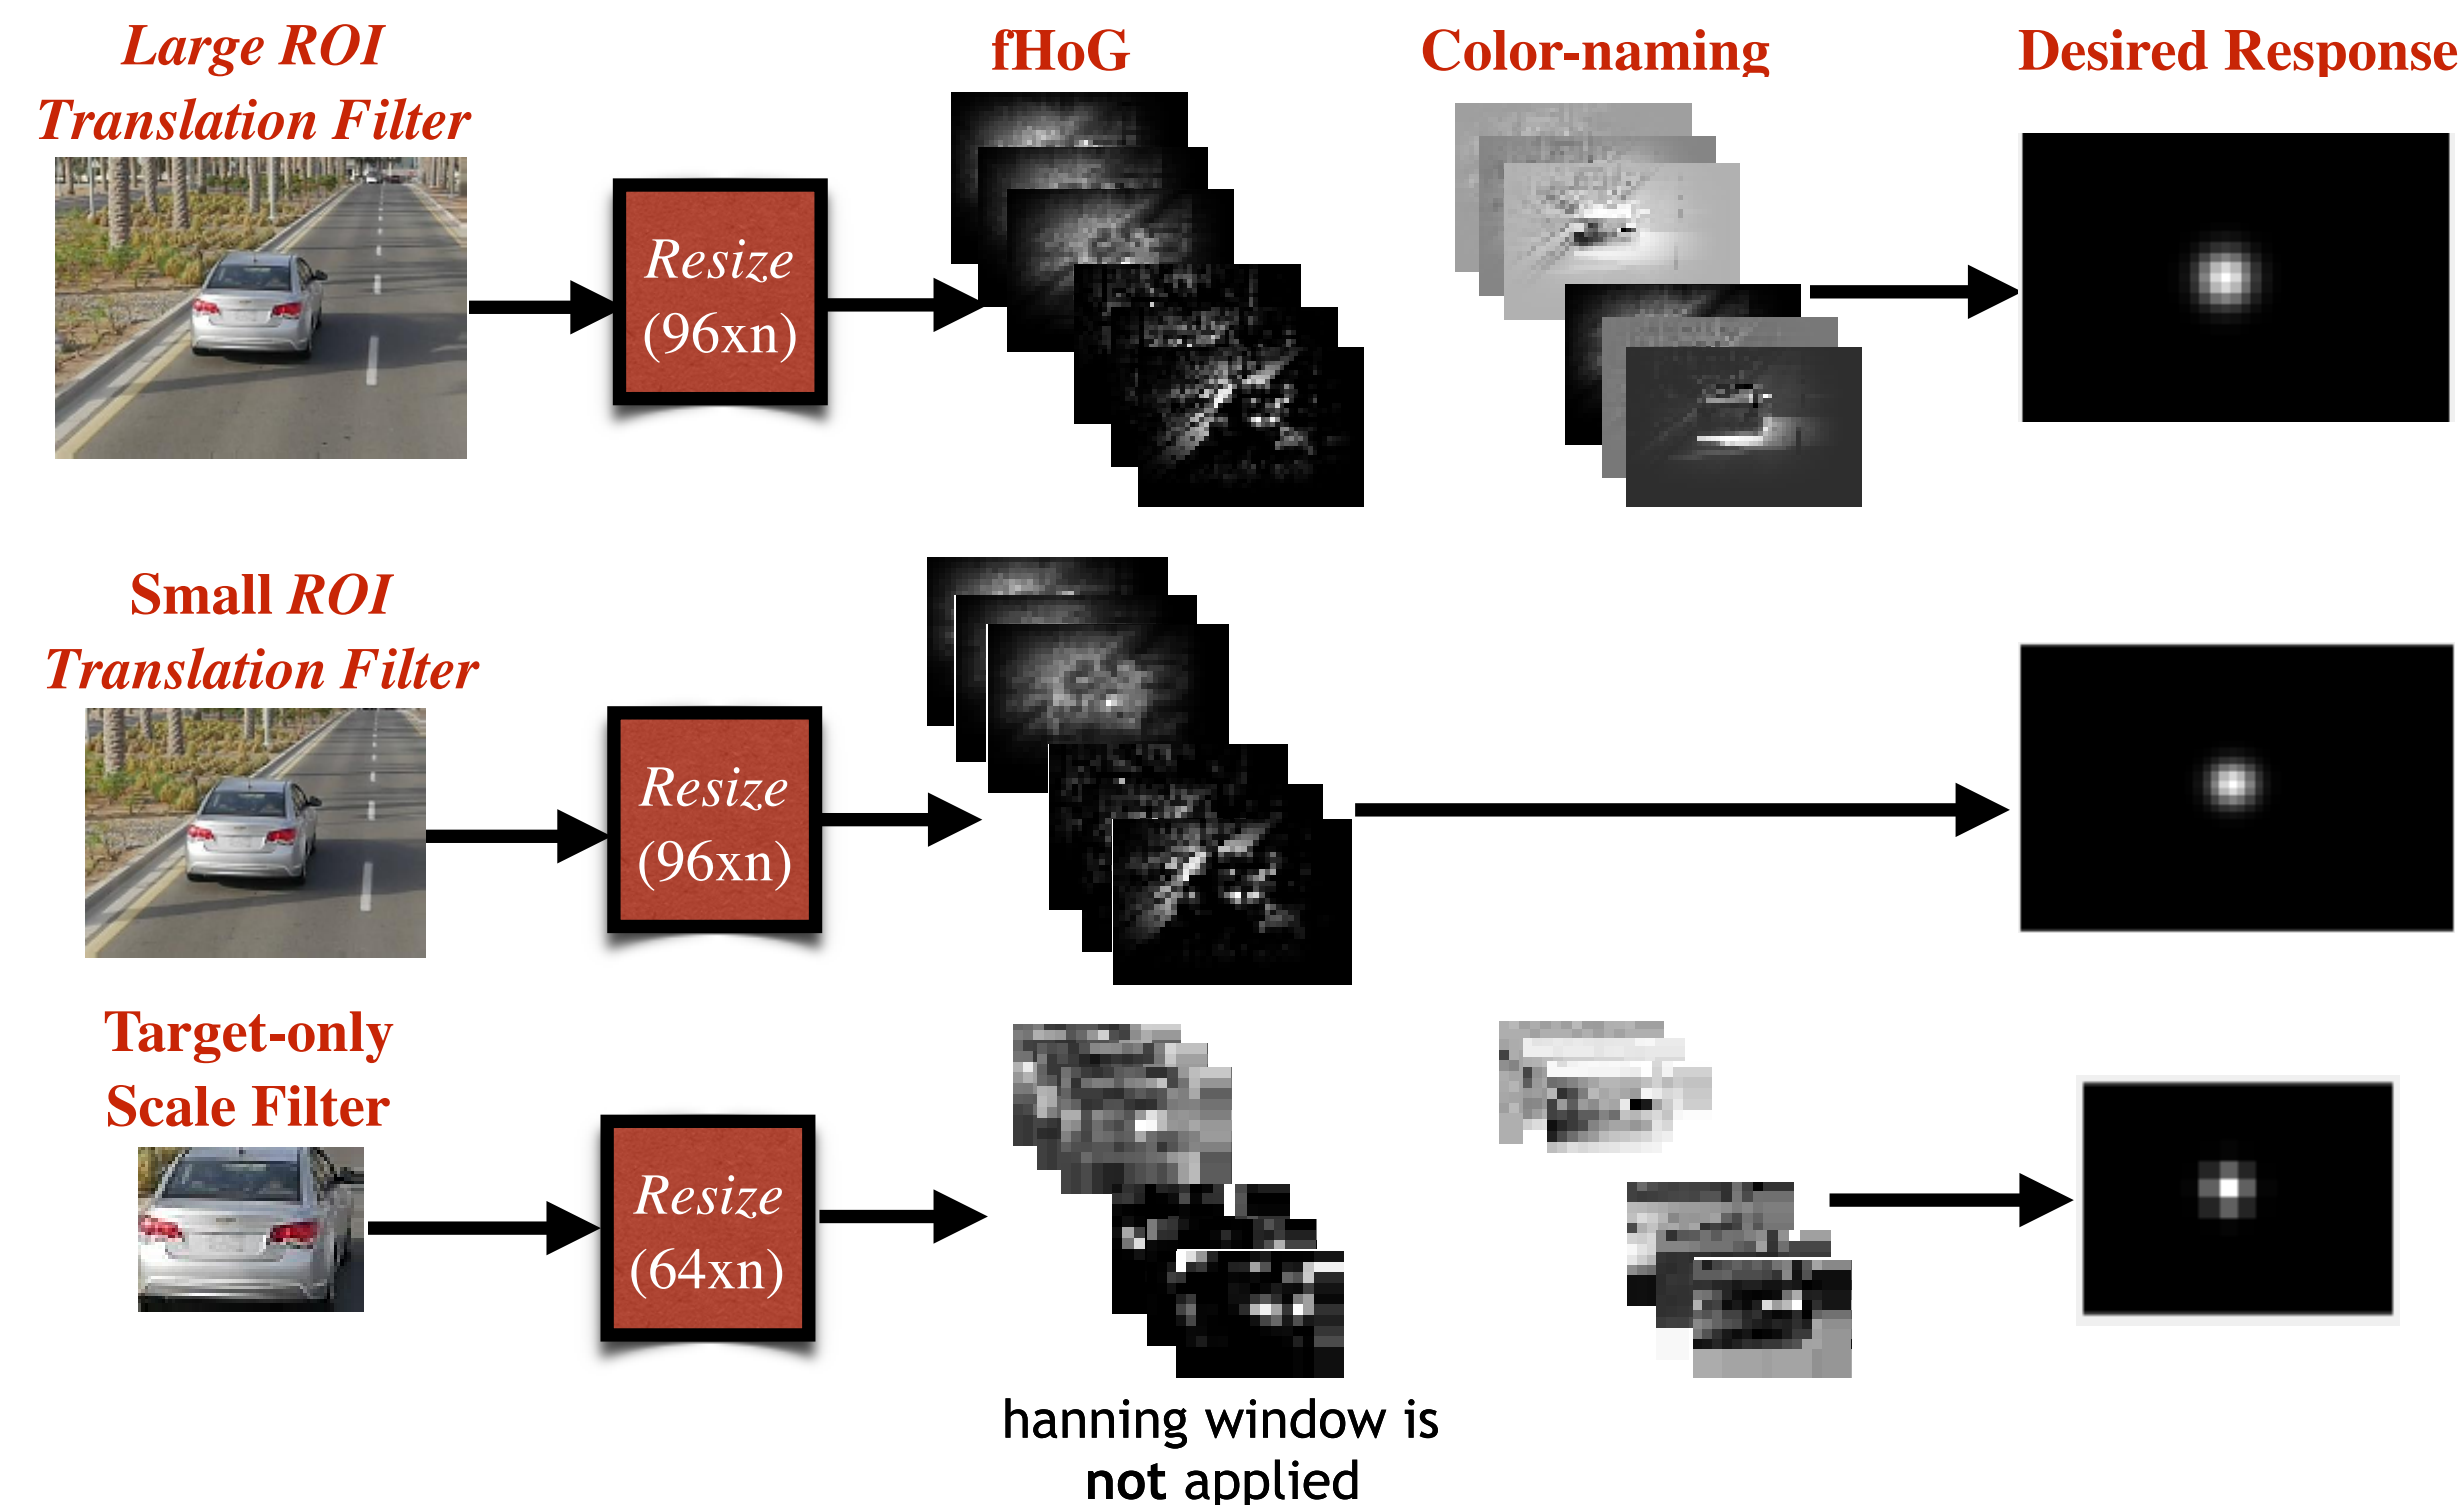 Large ROI
Translation Filter
fHoG
Color-naming
Desired Response
Resize
(96xn)
Small ROI
Translation Filter
Resize
(96xn)
Target-only
Scale Filter
Resize
(64xn)
hanning window is
not applied